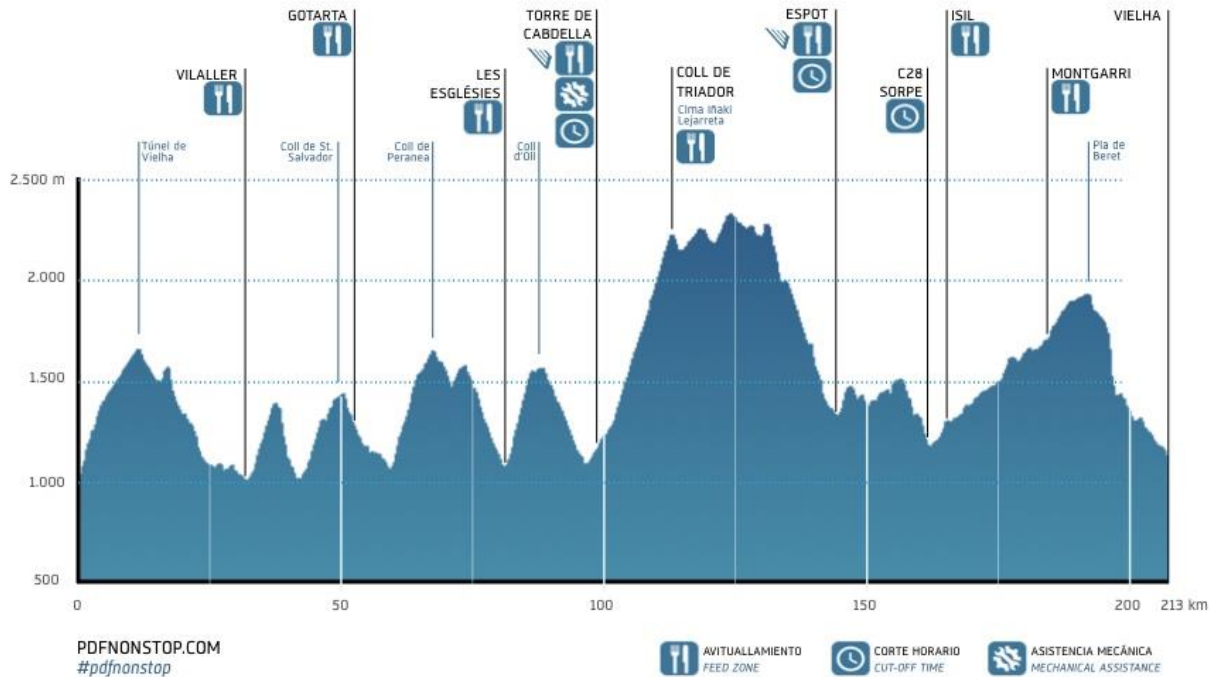 GOTARTA
TORRE DE
CABDELLA
ESPOT
ISIL
VIELHA
VILALLER
LES
ESGLÉSIES
COLL DE
TRIADOR
Cima Iñaki
Lejarreta
C28
SORPE
MONTGARRI
Túnel de
Vielha
Coll de St.
Salvador
Coll de
Peranea
Coll
d'Oli
Pla de
Beret
2.500 m
2.000
1.500
1.000
500
0
50
100
150
200
213 km
PDFNONSTOP.COM
#pdfnonstop
AVITUALLAMIENTO
FEED ZONE
CORTE HORARIO
CUT-OFF TIME
ASISTENCIA MECÁNICA
MECHANICAL ASSISTANCE